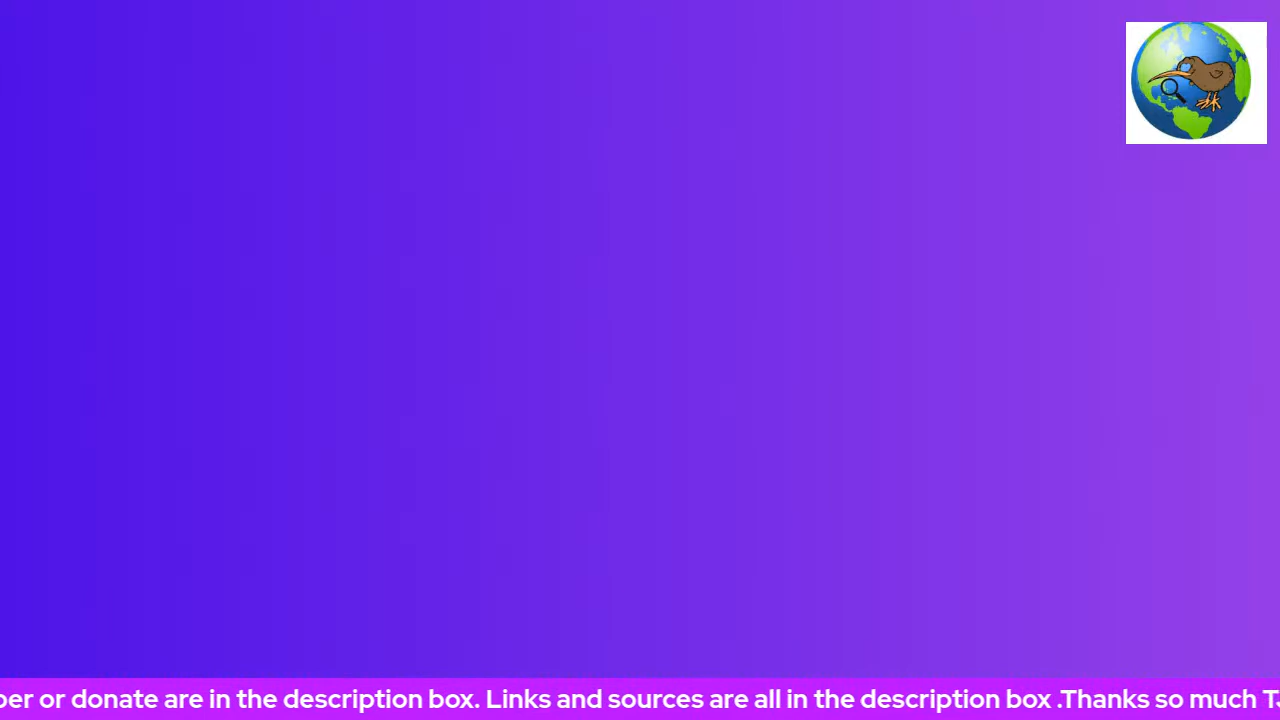 or donate are in the description box. Links and sources are all in the description box .Thanks so much